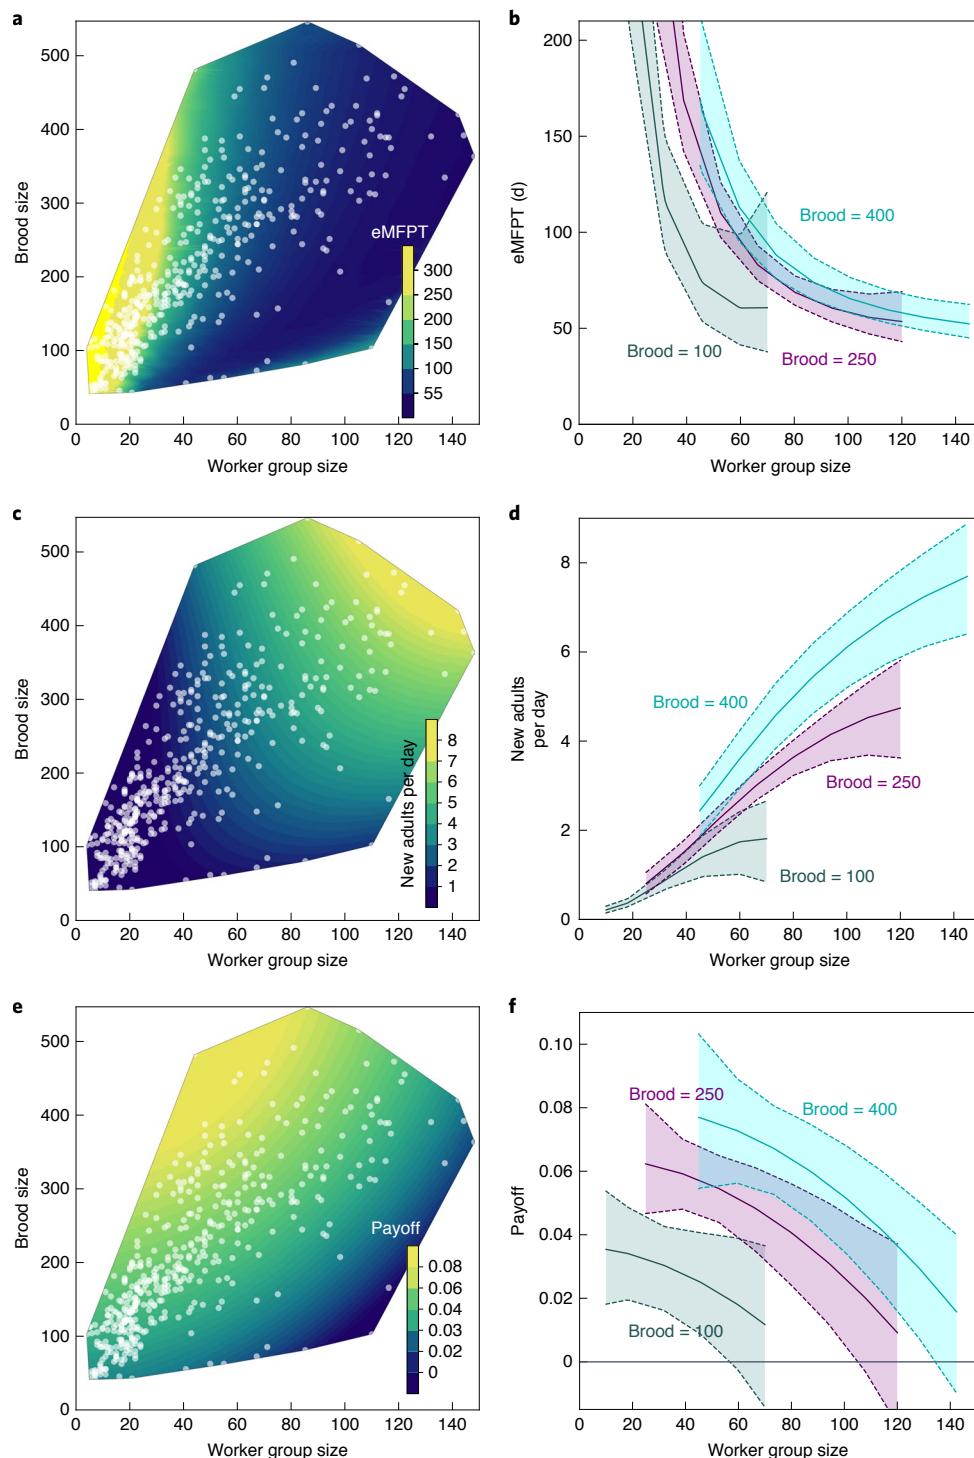 a
500
400
300
200
100
0
Brood size
eMFPT
300
250
200
150
100
55
0 20 40 60 80 100 120 140
Worker group size
b
200
150
100
50
0
eMFPT (d)
Brood = 400
Brood = 100
Brood = 250
0 20 40 60 80 100 120 140
Worker group size
c
500
400
300
200
100
0
Brood size
New adults per day
8
7
6
5
4
3
2
1
0 20 40 60 80 100 120 140
Worker group size
d
8
6
4
2
0
New adults
per day
Brood = 400
Brood = 250
Brood = 100
0 20 40 60 80 100 120 140
Worker group size
e
500
400
300
200
100
0
Brood size
Payoff
0.08
0.06
0.04
0.03
0.02
0
0 20 40 60 80 100 120 140
Worker group size
f
0.10
0.08
0.06
0.04
0.02
0
Payoff
Brood = 250
Brood = 400
Brood = 100
0 20 40 60 80 100 120 140
Worker group size